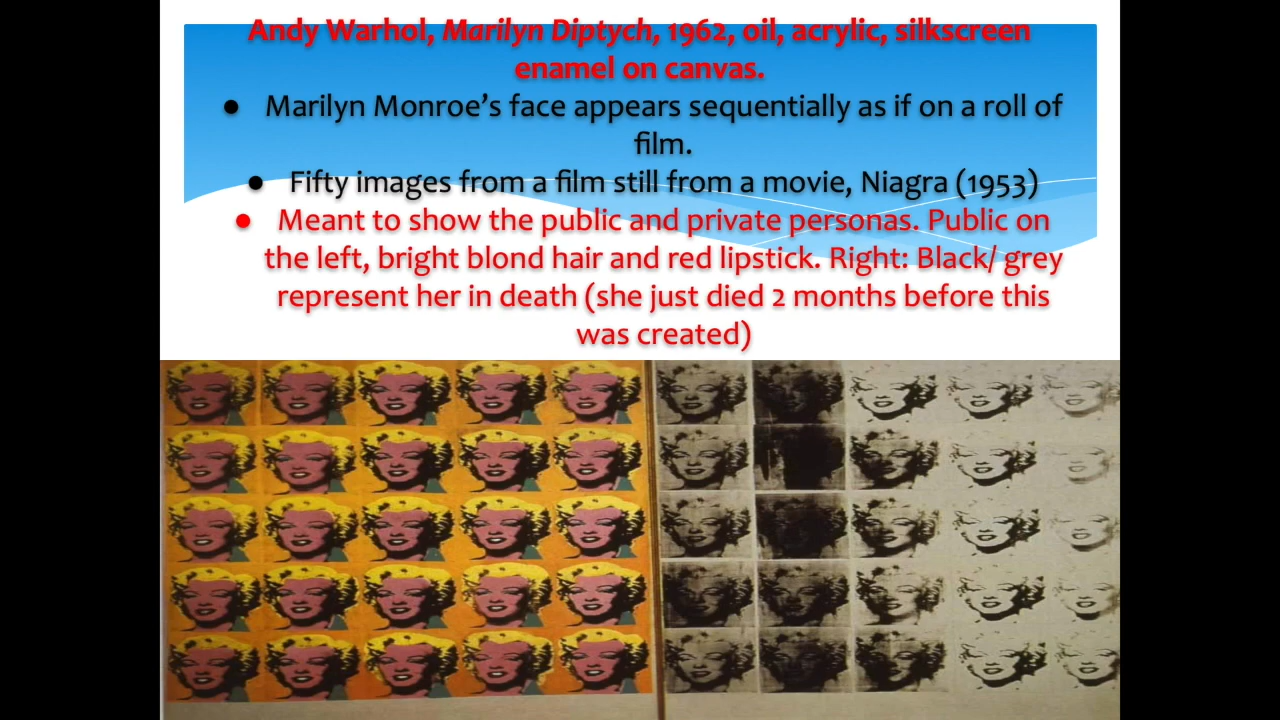 Andy Warhol, Marilyn Diptych, 1962, oil, acrylic, silkscreen
enamel on canvas.
● Marilyn Monroe’s face appears sequentially as if on a roll of
film.
● Fifty images from a film still from a movie, Niagra (1953)
● Meant to show the public and private personas. Public on
the left, bright blond hair and red lipstick. Right: Black/ grey
represent her in death (she just died 2 months before this
was created)